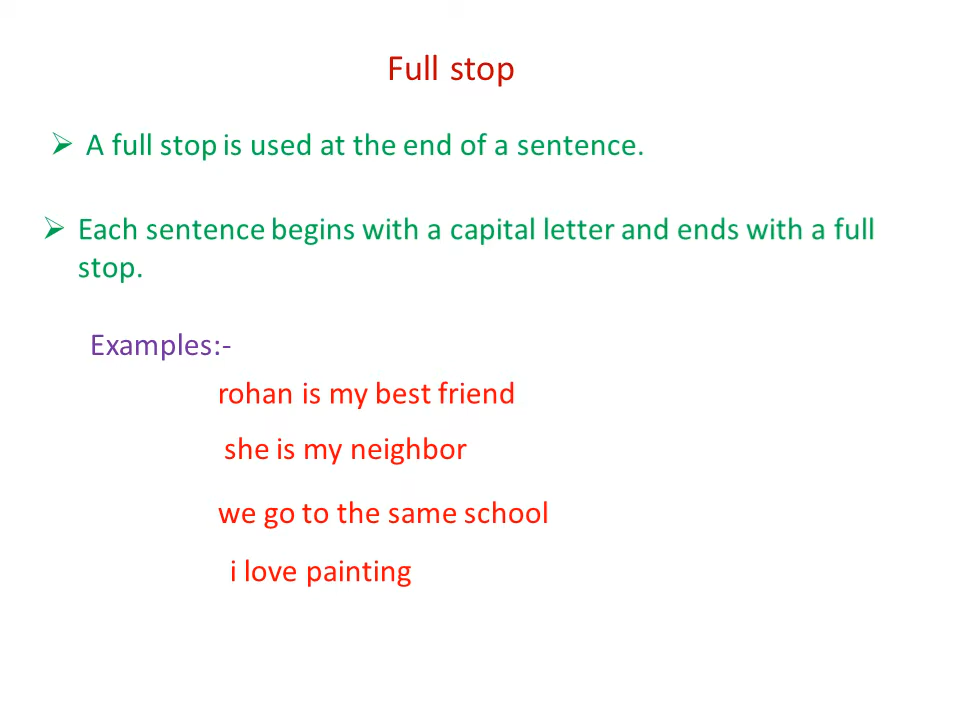 Full stop
➢ A full stop is used at the end of a sentence.
➢ Each sentence begins with a capital letter and ends with a full
stop.
Examples:-
rohan is my best friend
she is my neighbor
we go to the same school
i love painting